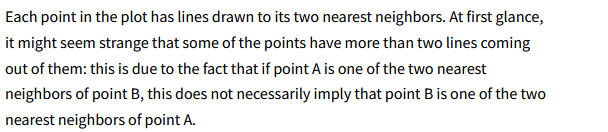 Each point in the plot has lines drawn to its two nearest neighbors. At first glance,
it might seem strange that some of the points have more than two lines coming
out of them: this is due to the fact that if point A is one of the two nearest
neighbors of point B, this does not necessarily imply that point B is one of the two
nearest neighbors of point A.